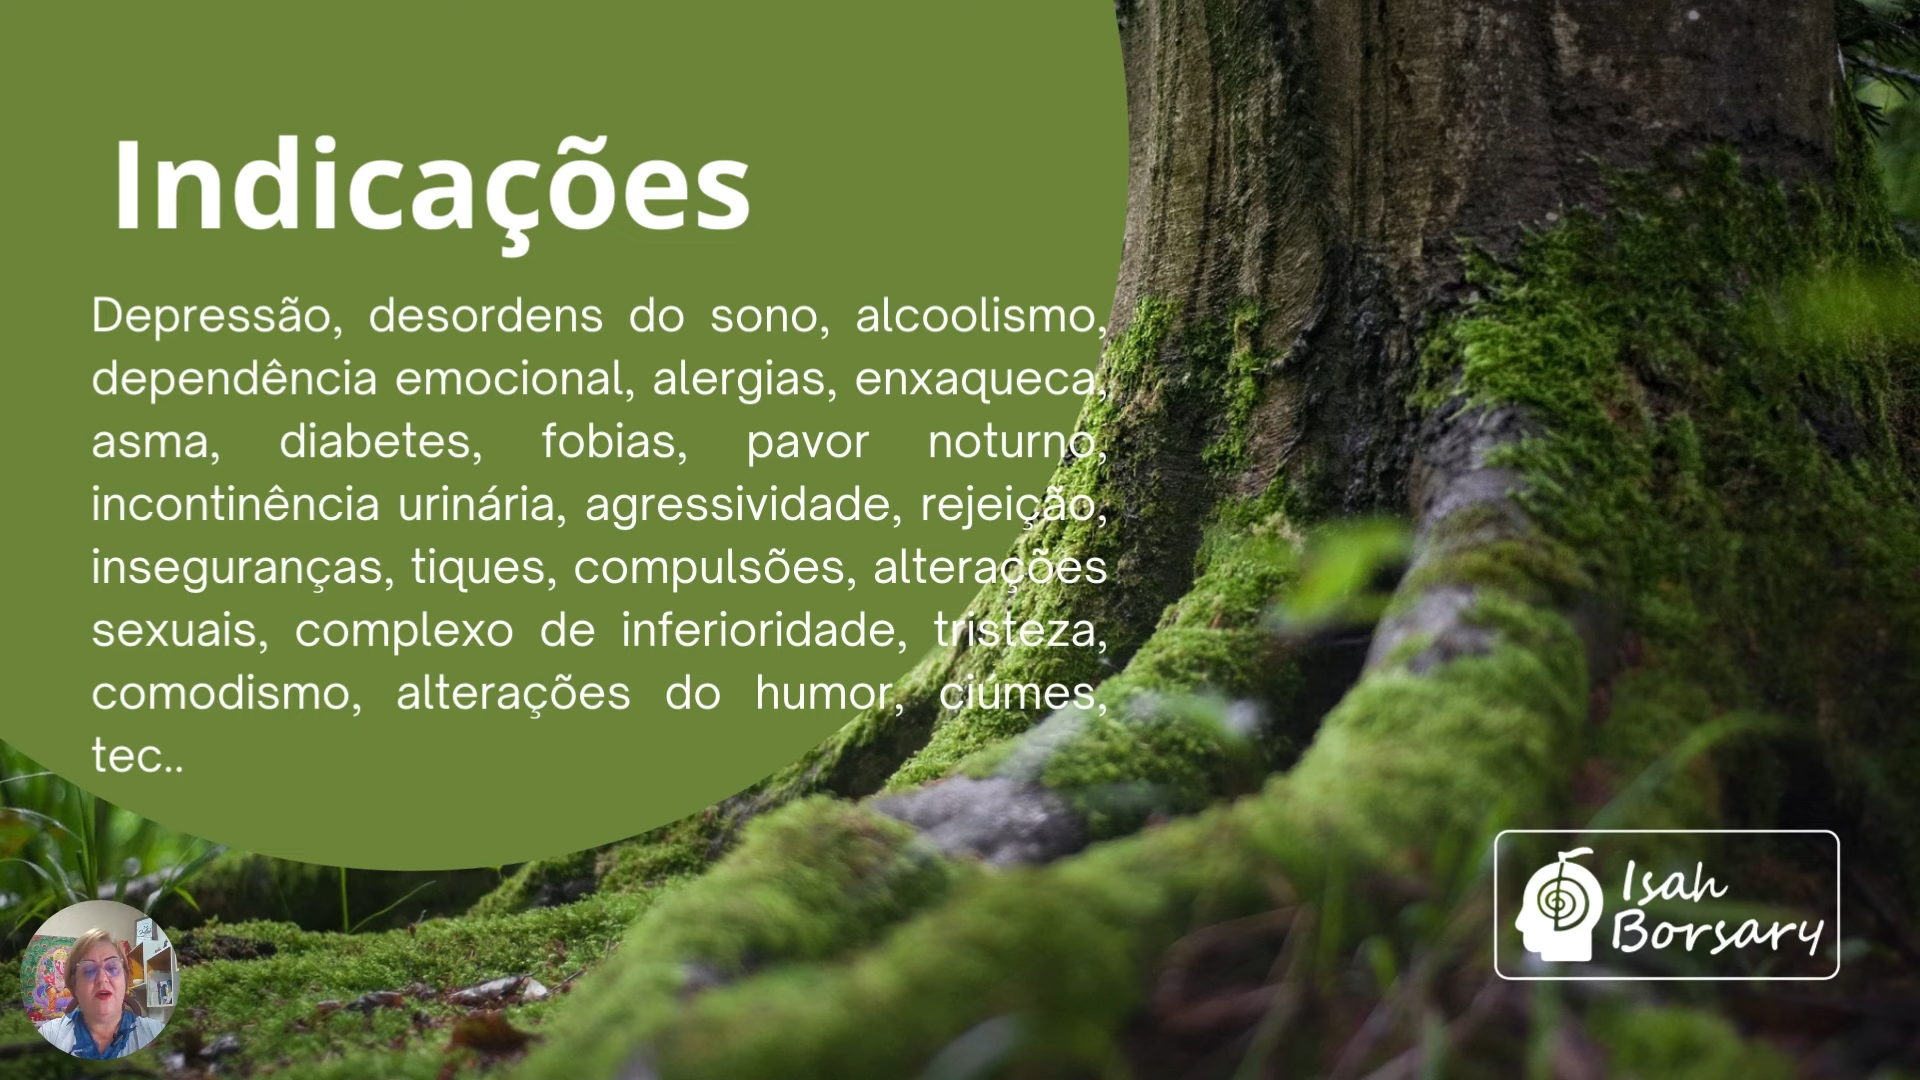 Indicações
Depressão, desordens do sono, alcoolismo,
dependência emocional, alergias, enxaqueca,
asma, diabetes, fobias, pavor noturno,
incontinência urinária, agressividade, rejeição,
inseguranças, tiques, compulsões, alterações
sexuais, complexo de inferioridade, tristeza,
comodismo, alterações do humor, ciúmes,
tec..
Isah
Borsary